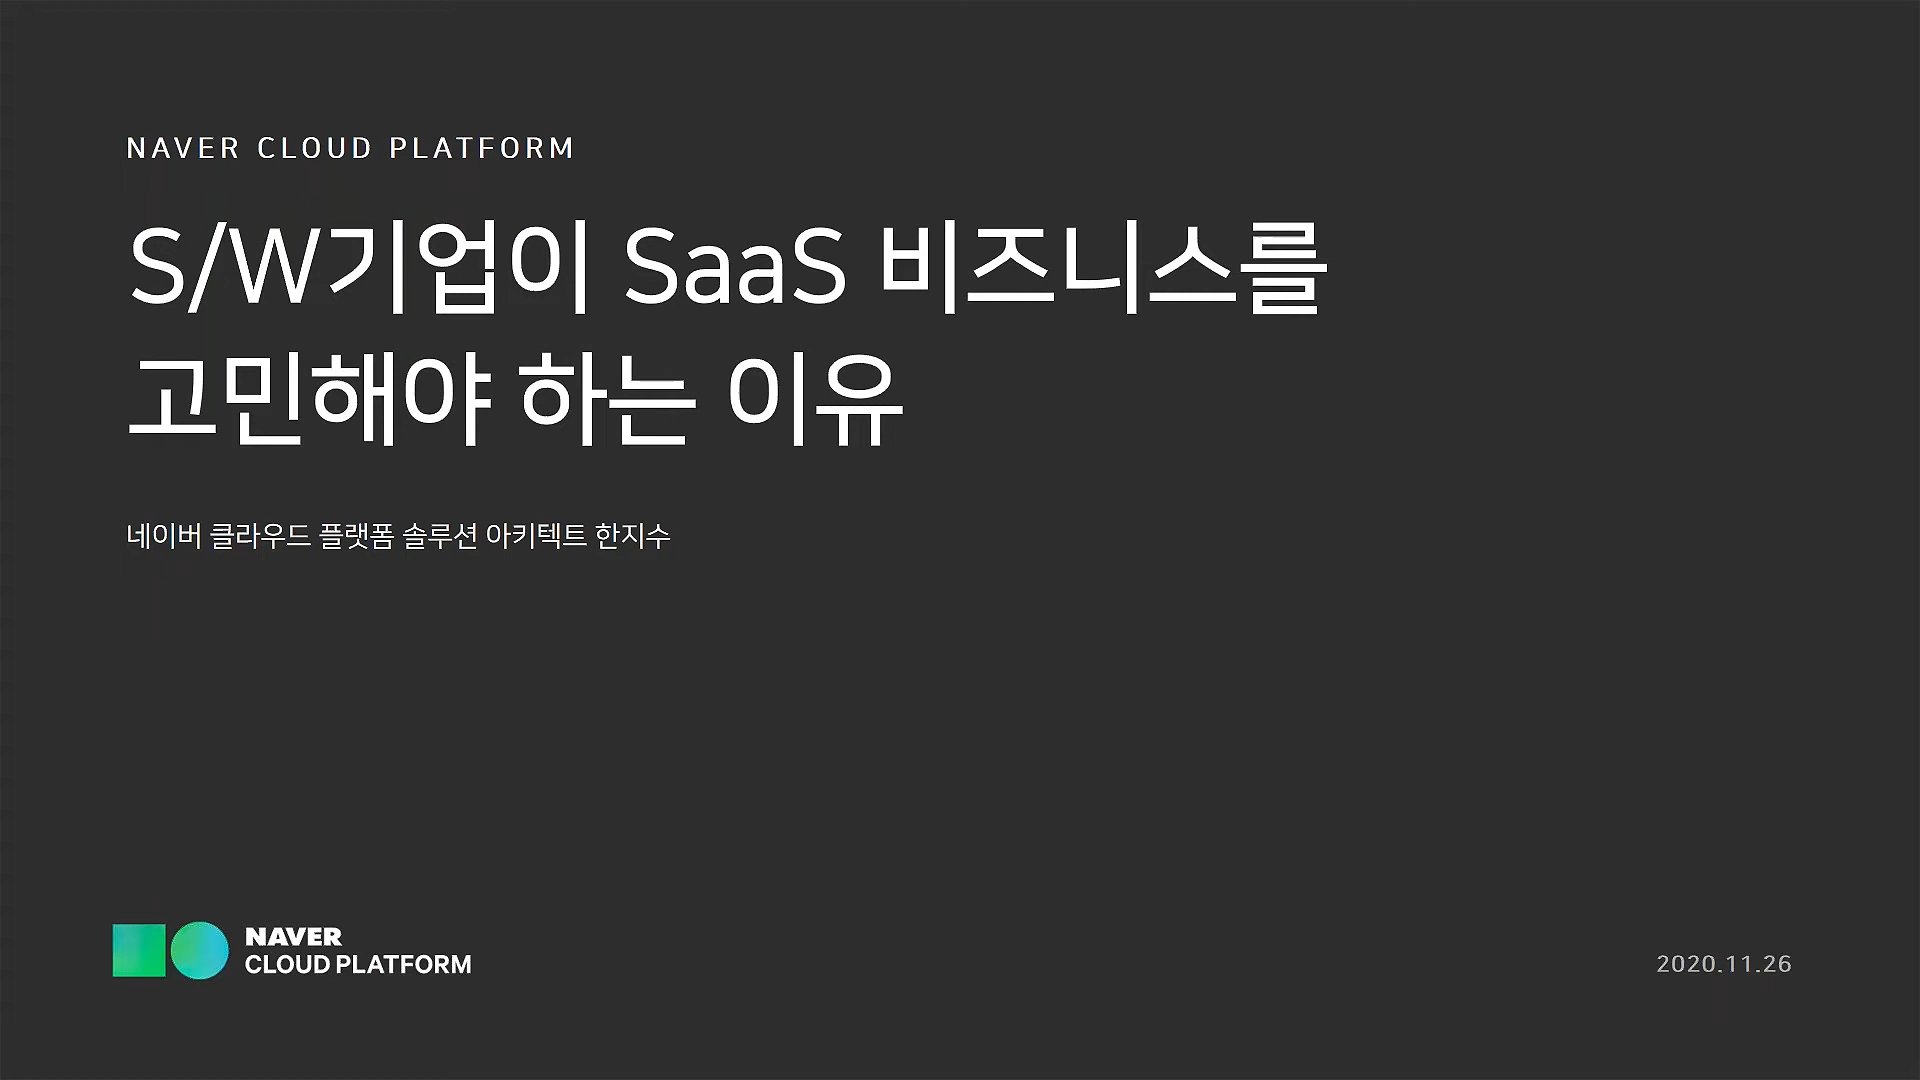 NAVER CLOUD PLATFORM
S/W기업이 SaaS 비즈니스를
고민해야 하는 이유
네이버 클라우드 플랫폼 솔루션 아키텍트 한지수
NAVER
CLOUD PLATFORM
2020.11.26